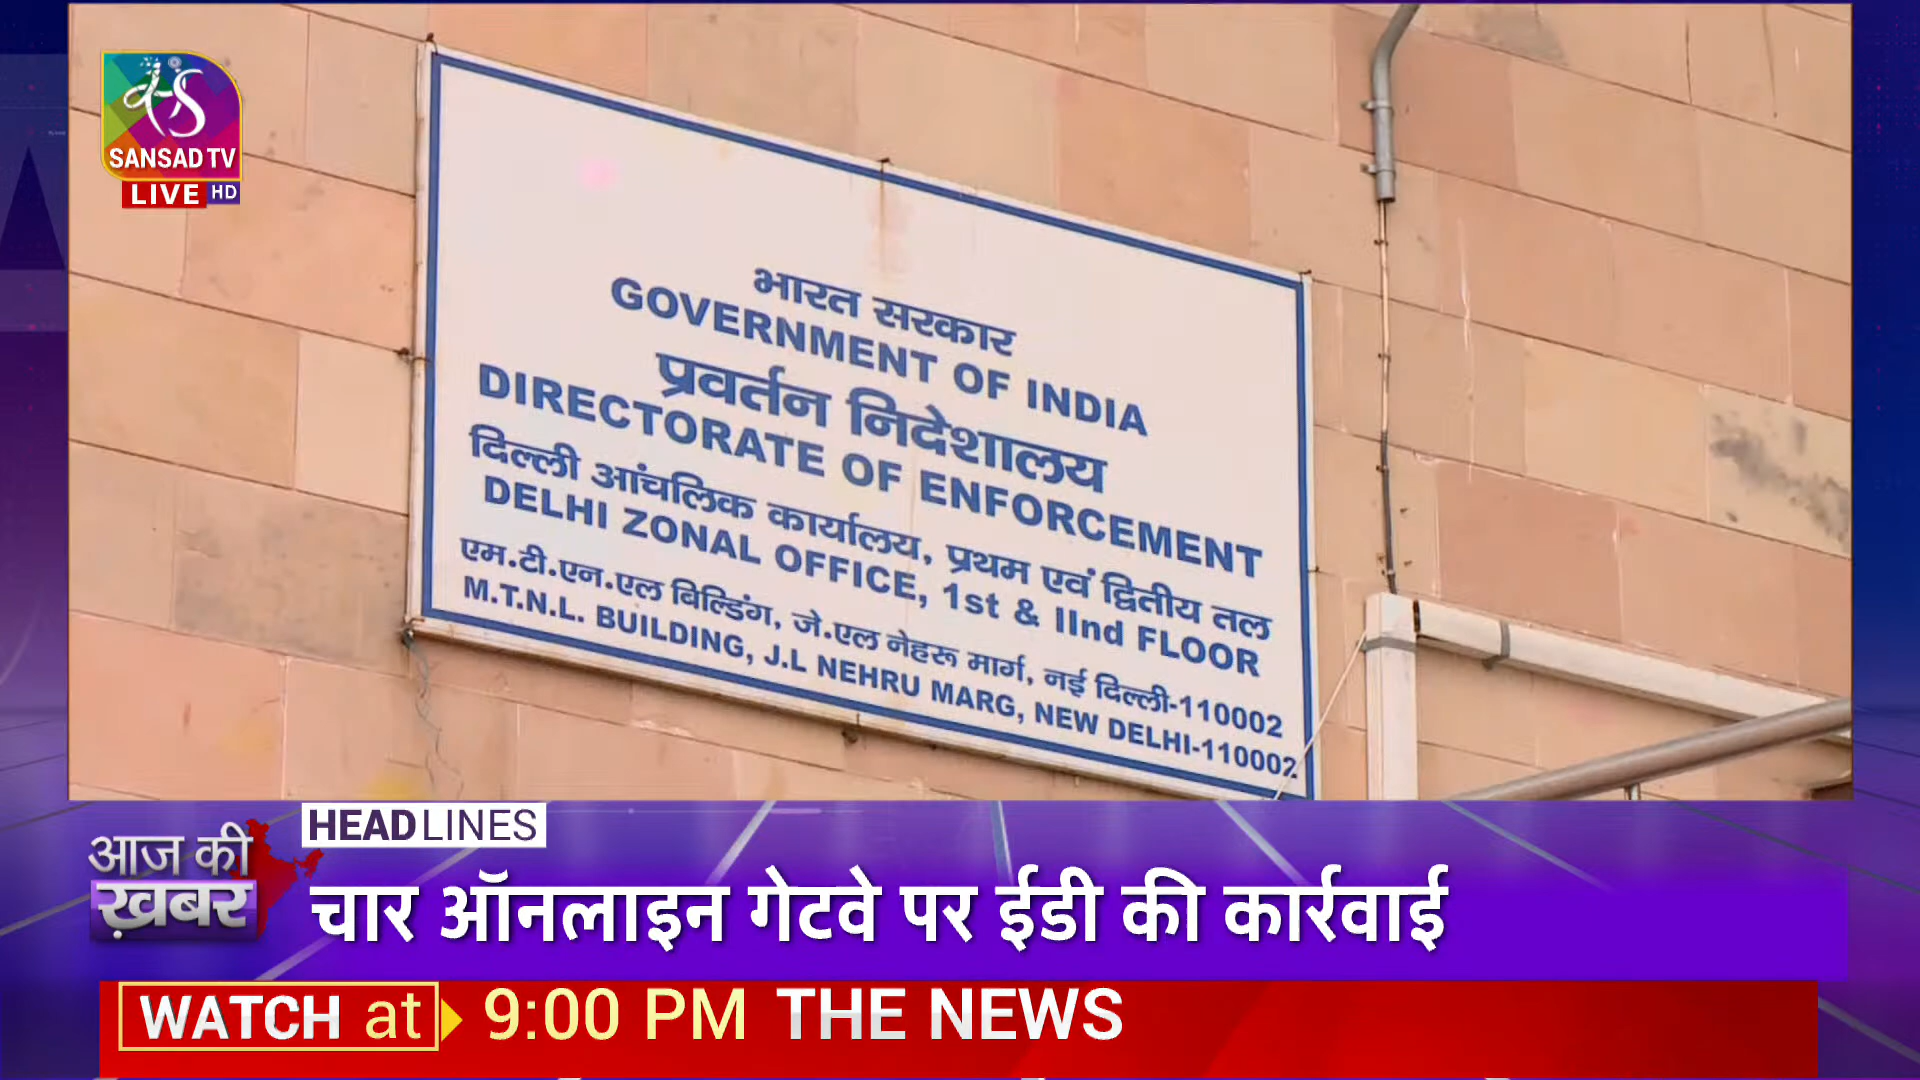 SANSAD TV
LIVE HD
भारत सरकार
GOVERNMENT OF INDIA
प्रवर्तन निदेशालय
DIRECTORATE OF ENFORCEMENT
दिल्ली आंचलिक कार्यालय, प्रथम एवं द्वितीय तल
DELHI ZONAL OFFICE, 1st & IInd FLOOR
एम.टी.एन.एल बिल्डिंग, जे.एल नेहरू मार्ग, नई दिल्ली-110002
M.T.N.L. BUILDING, J.L NEHRU MARG, NEW DELHI-110002
HEADLINES
आज की
ख़बर
चार ऑनलाइन गेटवे पर ईडी की कार्रवाई
WATCH at 9:00 PM THE NEWS